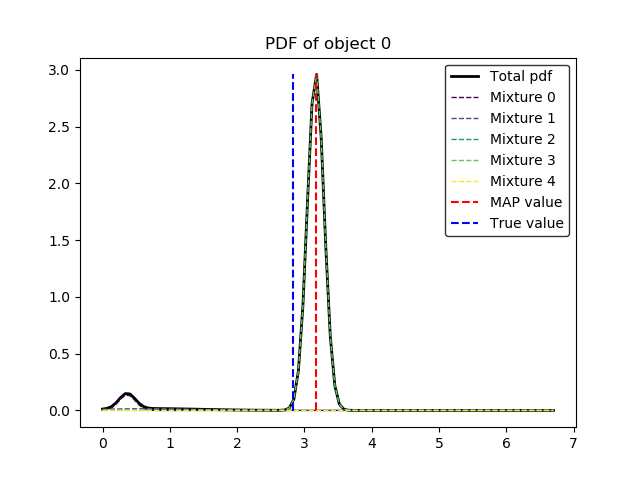 PDF of object 0
3.0
2.5
2.0
1.5
1.0
0.5
0.0
0 1 2 3 4 5 6 7
Total pdf
Mixture 0
Mixture 1
Mixture 2
Mixture 3
Mixture 4
MAP value
True value